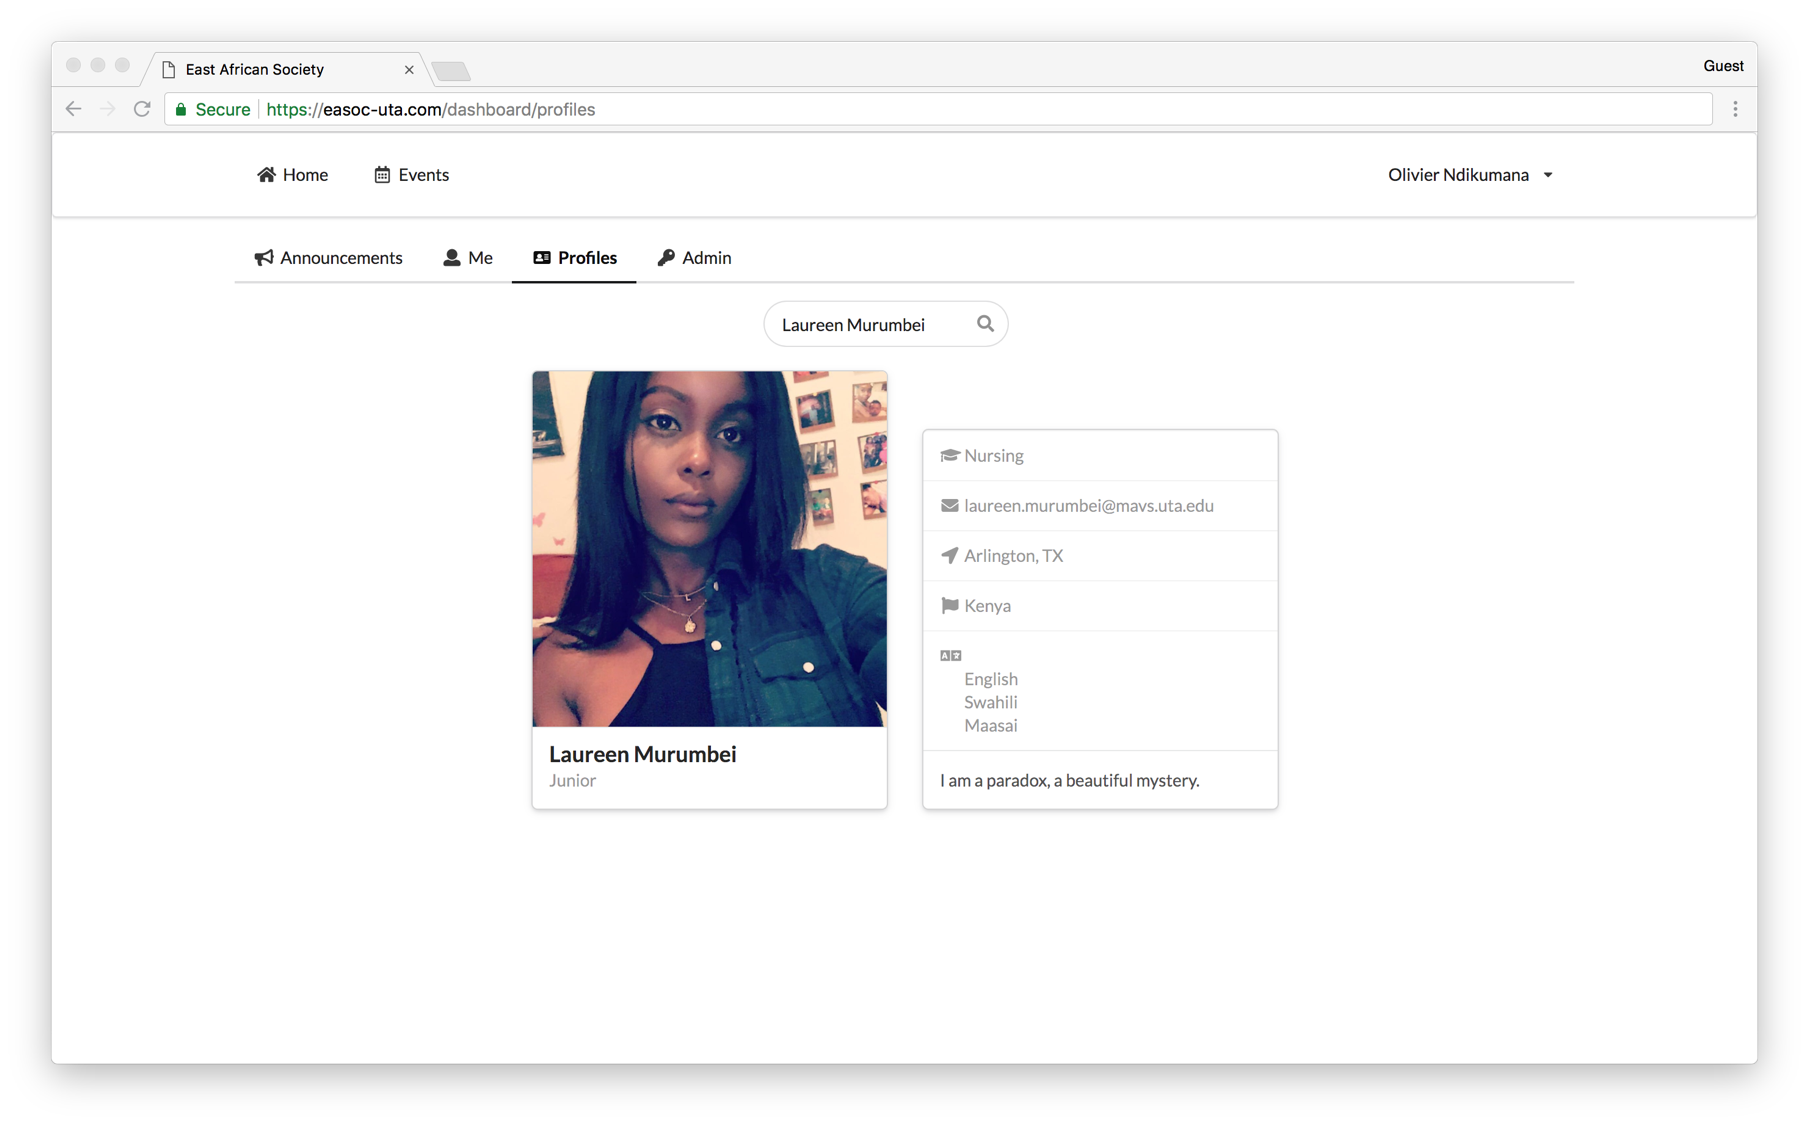 East African Society
Guest
Secure
https://easoc-uta.com/dashboard/profiles
Home
Events
Olivier Ndikumana
Announcements
Me
Profiles
Admin
Laureen Murumbei
Laureen Murumbei
Junior
Nursing
laureen.murumbei@mavs.uta.edu
Arlington, TX
Kenya
English
Swahili
Maasai
I am a paradox, a beautiful mystery.